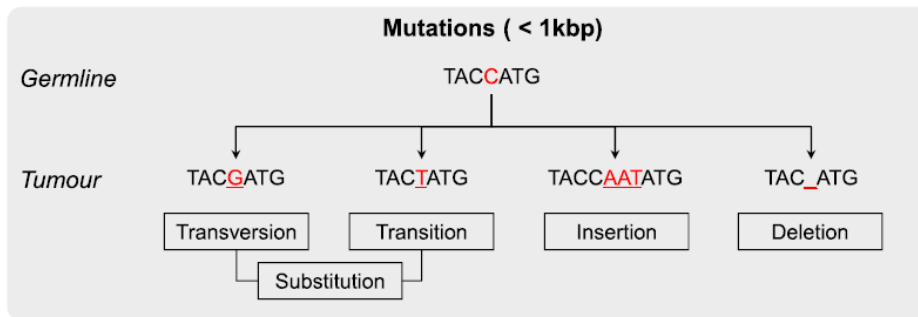 Mutations ( < 1kbp)
Germline
TACCATG
Tumour
TACGATG
TACTATG
TACCAATATG
TAC_ATG
Transversion
Transition
Insertion
Deletion
Substitution